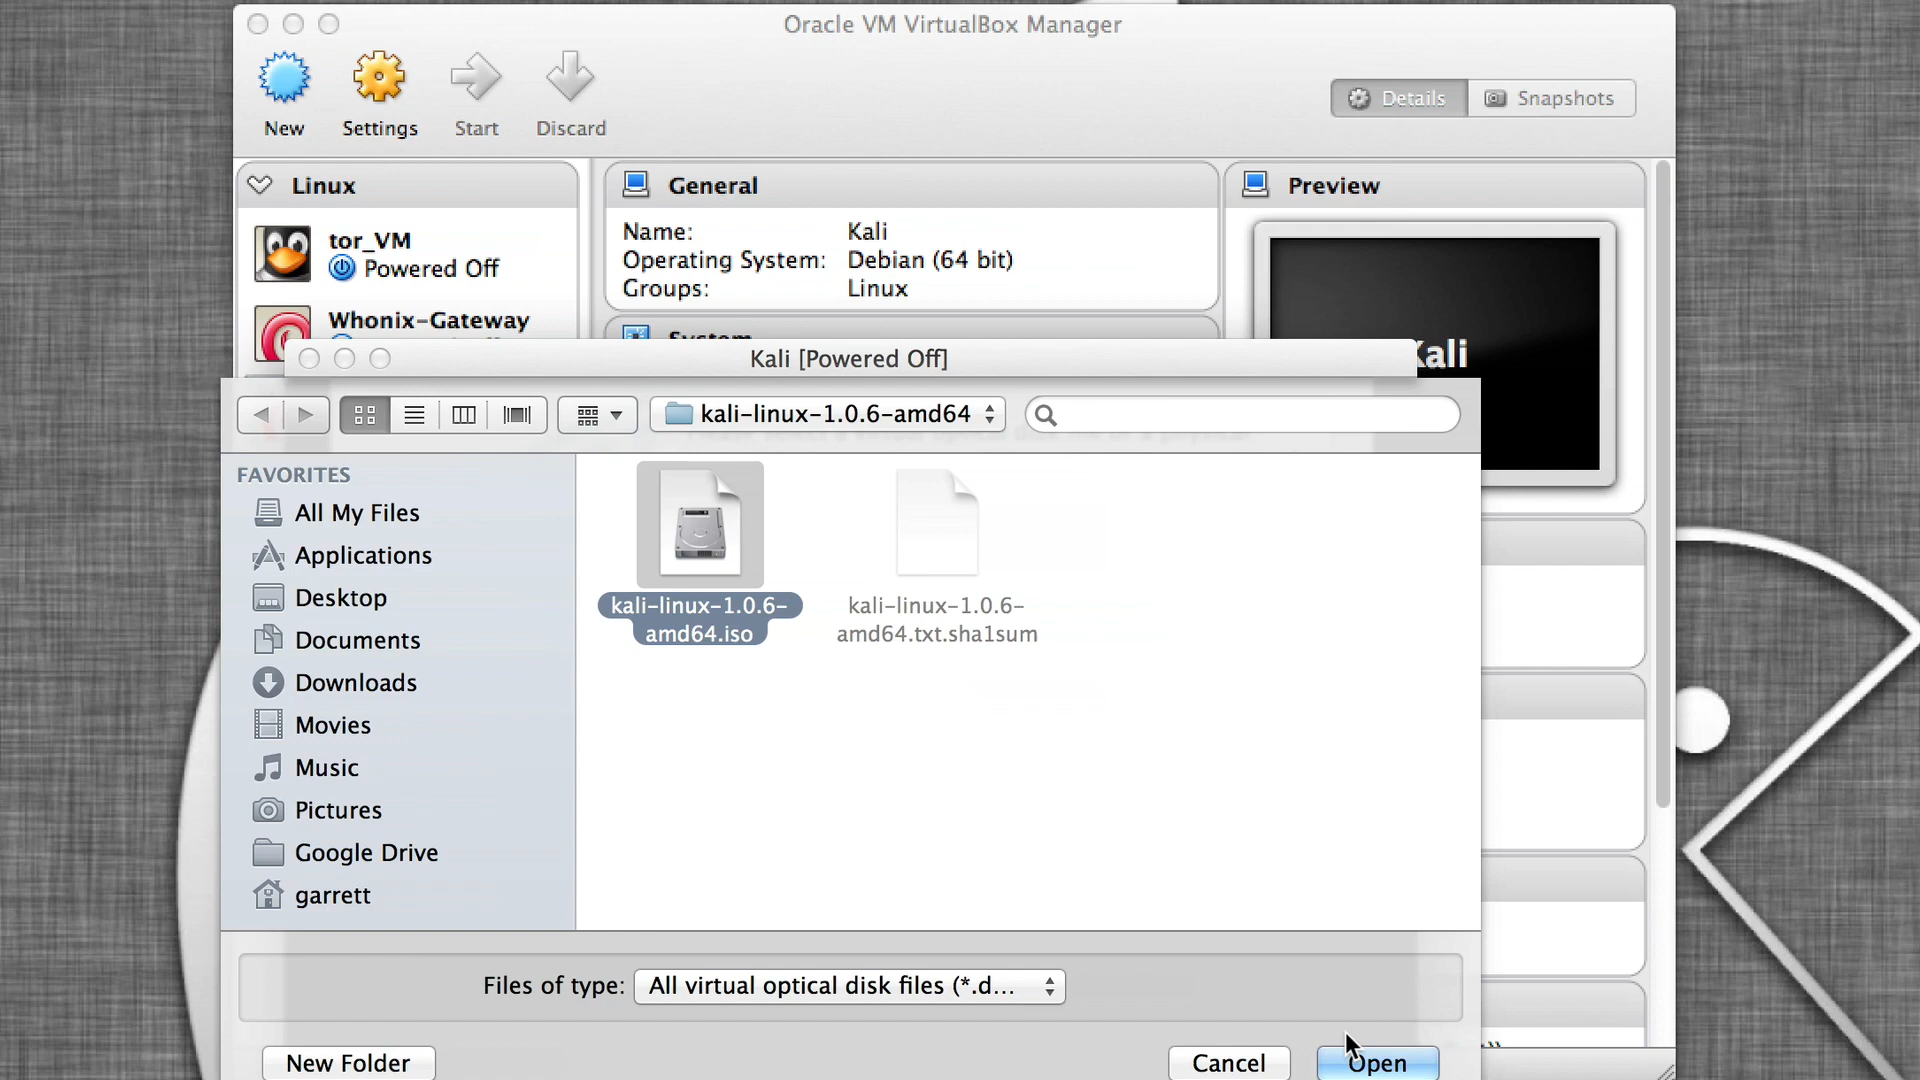 Oracle VM VirtualBox Manager
New
Settings
Start
Discard
Details
Snapshots
Linux
tor_VM
Powered Off
Whonix-Gateway
General
Name: Kali
Operating System: Debian (64 bit)
Groups: Linux
System
Preview
Kali
Kali [Powered Off]
kali-linux-1.0.6-amd64
FAVORITES
All My Files
Applications
Desktop
Documents
Downloads
Movies
Music
Pictures
Google Drive
garrett
kali-linux-1.0.6-
amd64.iso
kali-linux-1.0.6-
amd64.txt.sha1sum
Files of type: All virtual optical disk files (*.d...
New Folder
Cancel
Open